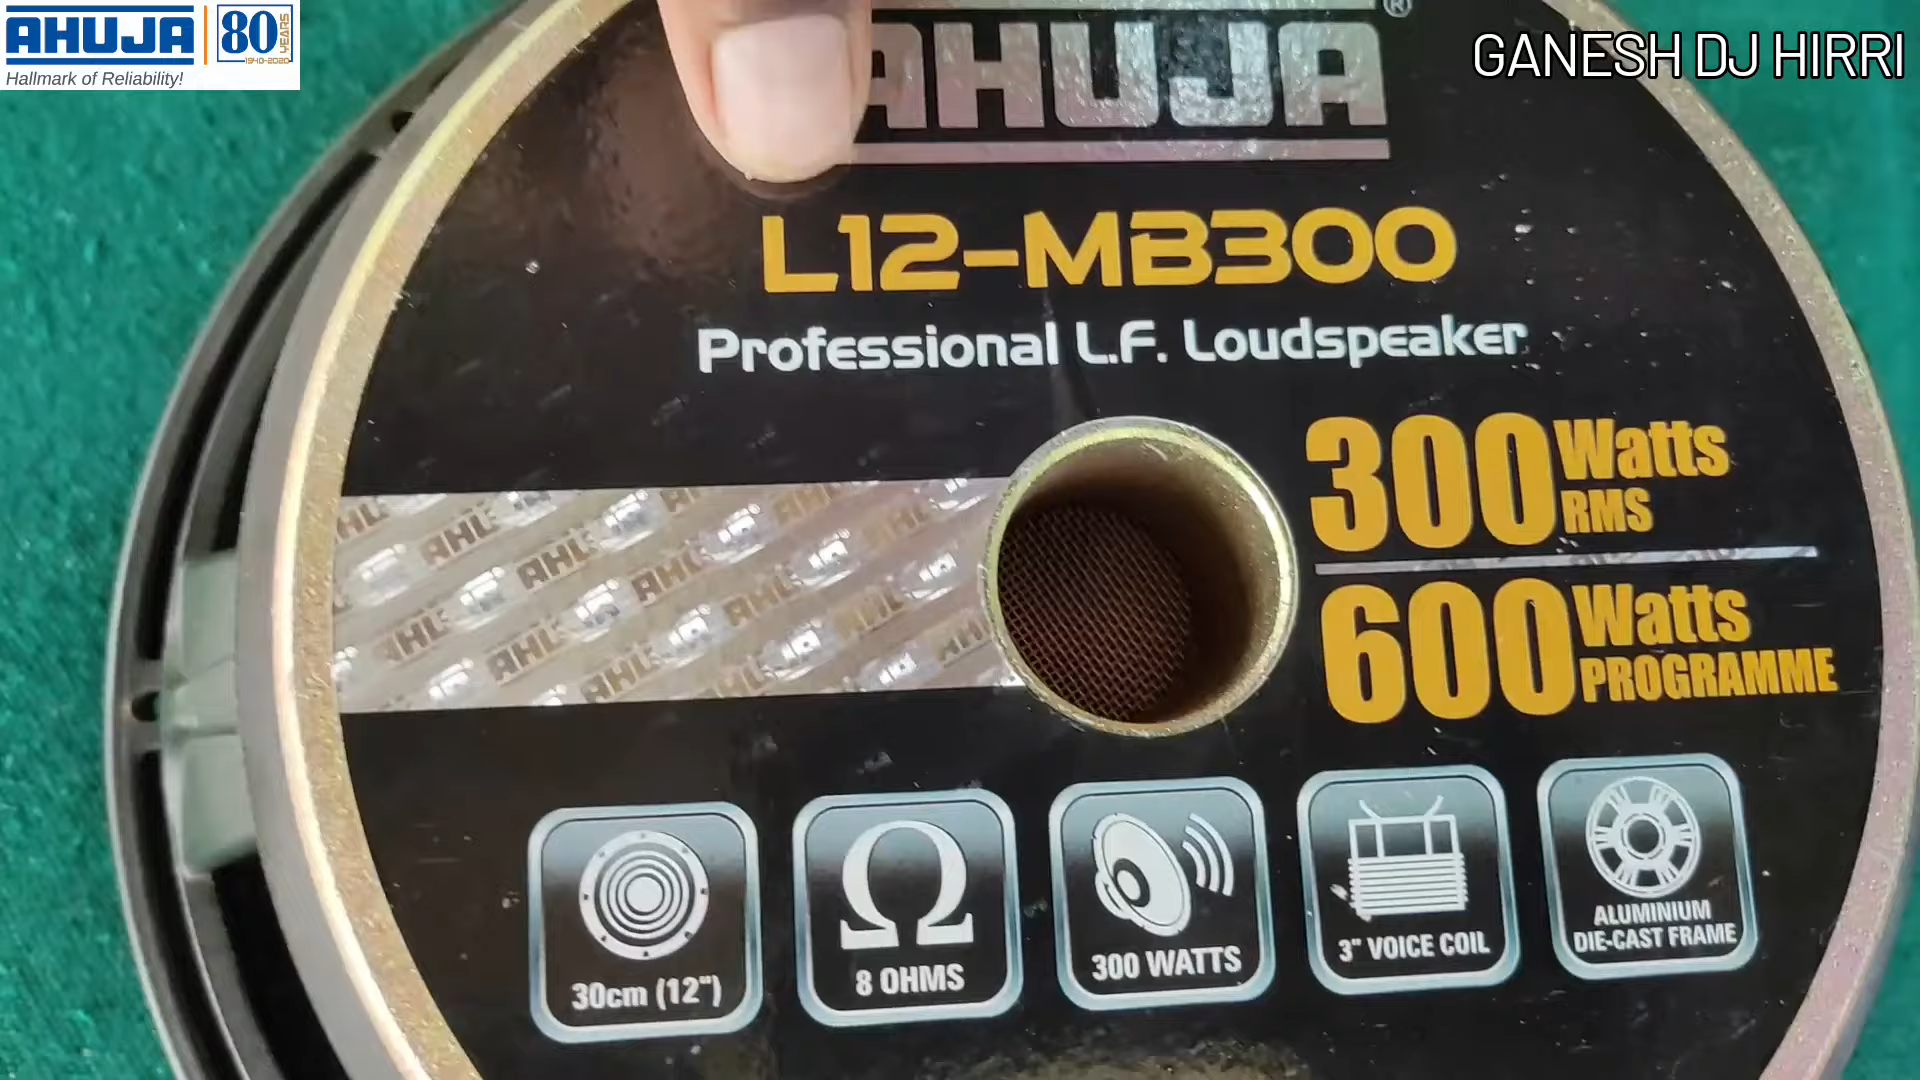 AHUJA
80 YEARS
1940-2020
Hallmark of Reliability!
GANESH DJ HIRRI
AHUJA®
L12-MB300
Professional L.F. Loudspeaker
300 Watts RMS
600 Watts PROGRAMME
30cm (12")
8 OHMS
300 WATTS
3" VOICE COIL
ALUMINIUM
DIE-CAST FRAME